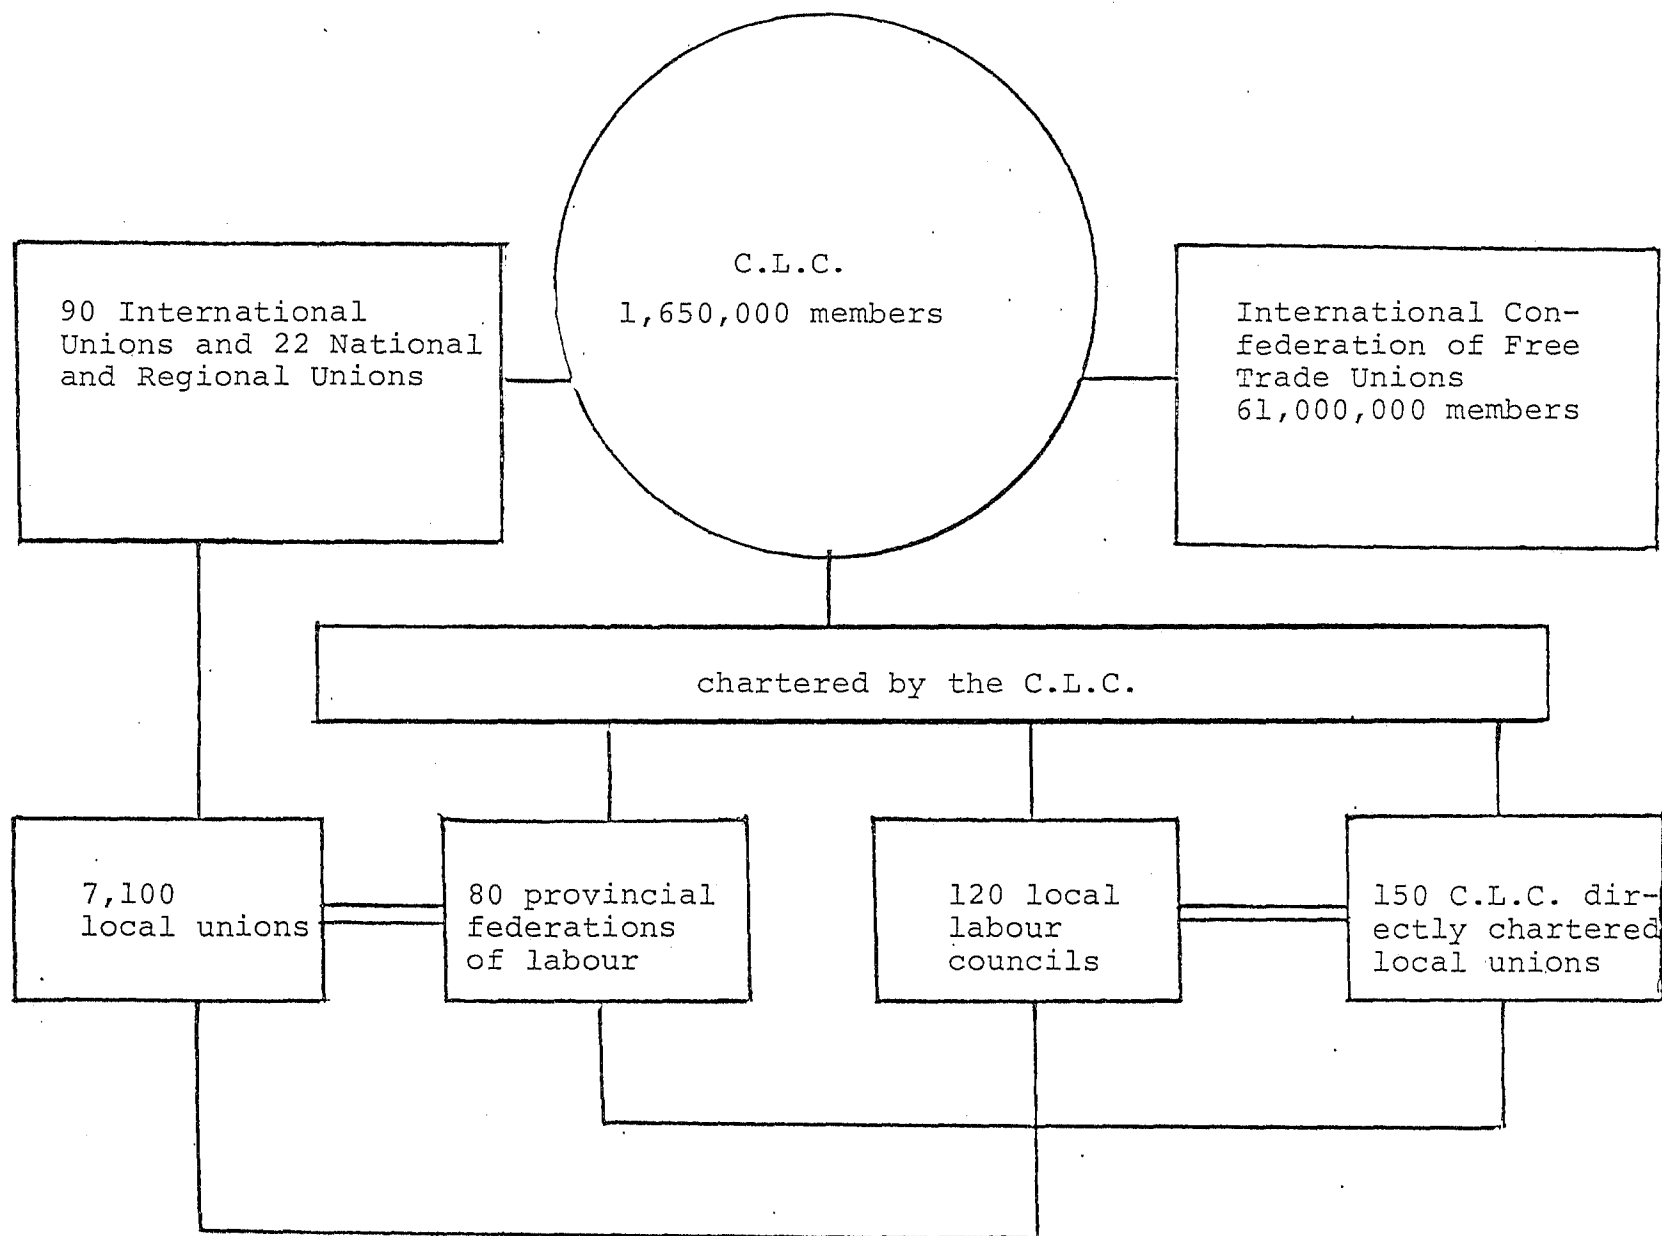 C.L.C.
1,650,000 members
90 International
Unions and 22 National
and Regional Unions
International Con-
federation of Free
Trade Unions
61,000,000 members
chartered by the C.L.C.
7,100
local unions
80 provincial
federations
of labour
120 local
labour
councils
150 C.L.C. dir-
ectly chartered
local unions